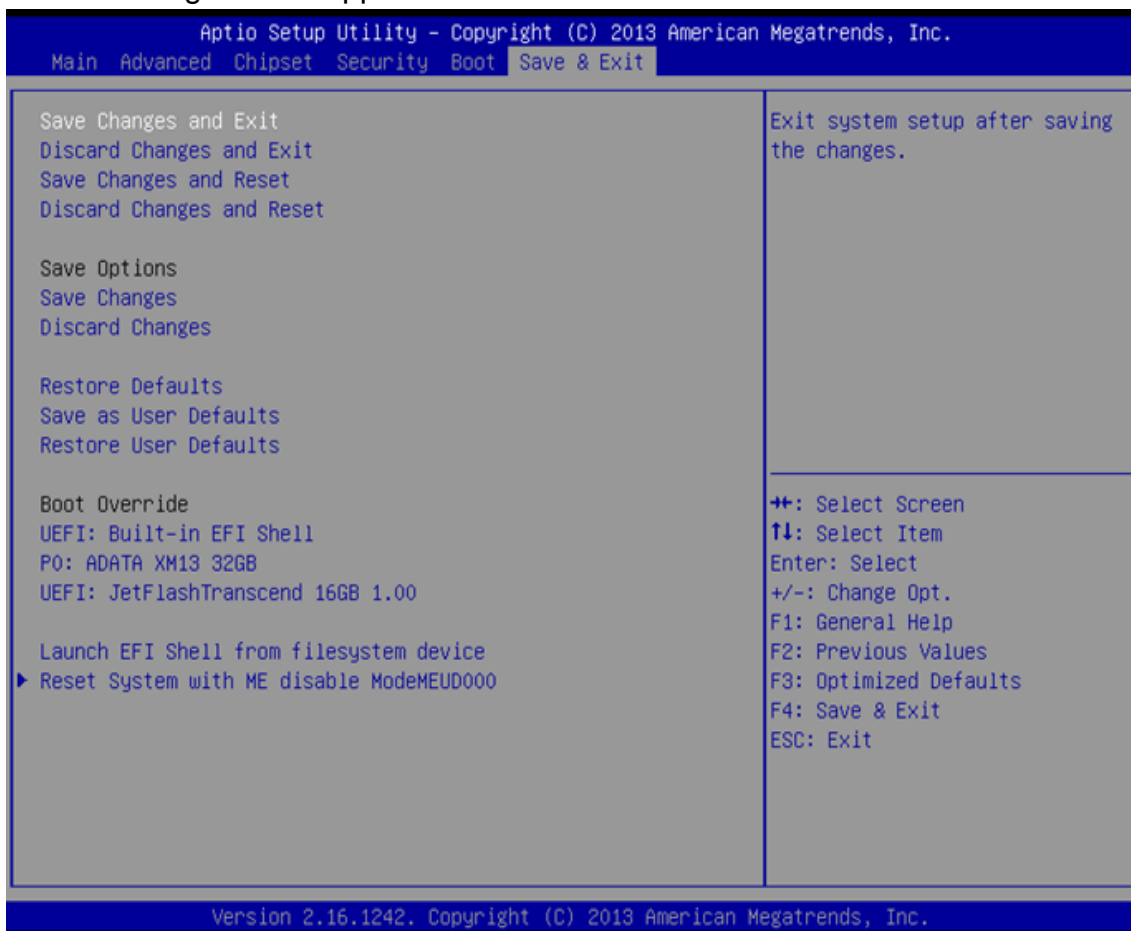 Aptio Setup Utility – Copyright (C) 2013 American Megatrends, Inc.
Main Advanced Chipset Security Boot Save & Exit
Save Changes and Exit
Discard Changes and Exit
Save Changes and Reset
Discard Changes and Reset
Save Options
Save Changes
Discard Changes
Restore Defaults
Save as User Defaults
Restore User Defaults
Boot Override
UEFI: Built-in EFI Shell
PO: ADATA XM13 32GB
UEFI: JetFlashTranscend 16GB 1.00
Launch EFI Shell from filesystem device
Reset System with ME disable ModeMEUD000
Exit system setup after saving
the changes.
→←: Select Screen
↑↓: Select Item
Enter: Select
+/-: Change Opt.
F1: General Help
F2: Previous Values
F3: Optimized Defaults
F4: Save & Exit
ESC: Exit
Version 2.16.1242. Copyright (C) 2013 American Megatrends, Inc.